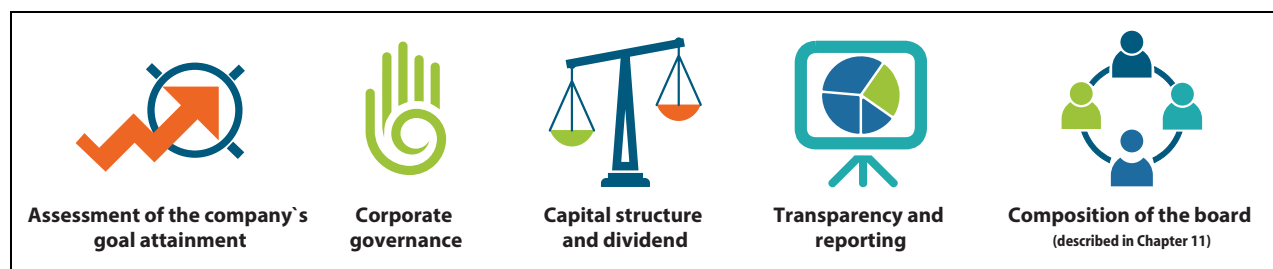 Assessment of the company`s
goal attainment
Corporate
governance
Capital structure
and dividend
Transparency and
reporting
Composition of the board
(described in Chapter 11)